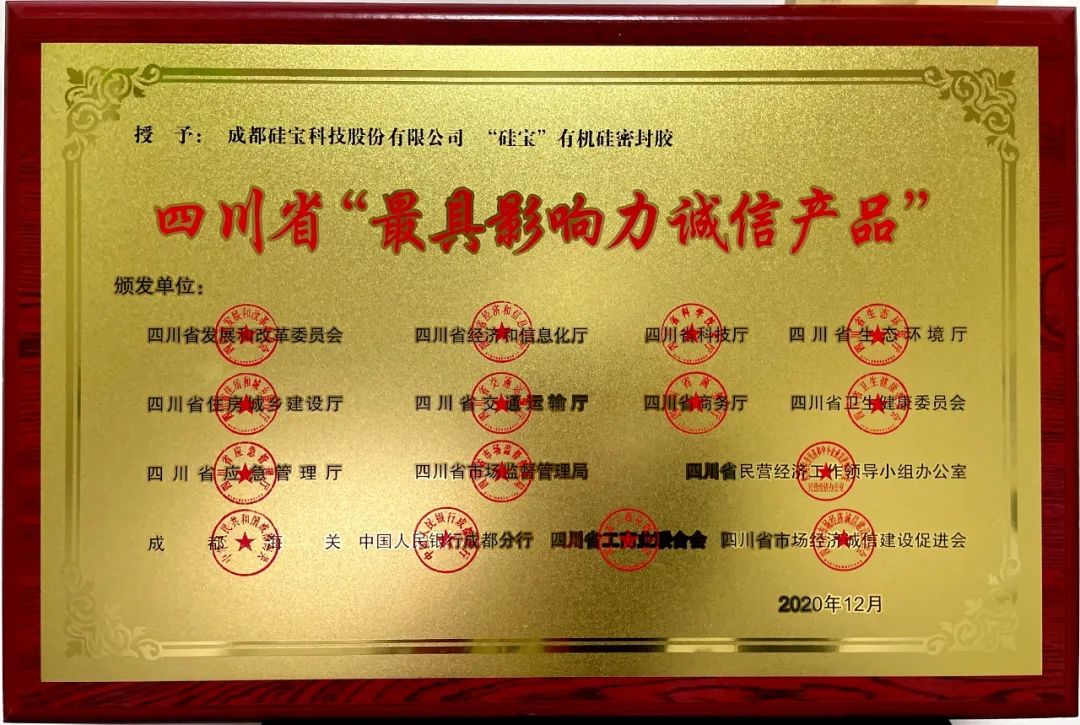 授 予： 成都硅宝科技股份有限公司 “硅宝”有机硅密封胶
四川省“最具影响力诚信产品”
颁发单位：
四川省发展和改革委员会 四川省经济和信息化厅 四川省科技厅 四川省生态环境厅
四川省住房城乡建设厅 四川省交通运输厅 四川省商务厅 四川省卫生健康委员会
四川省应急管理厅 四川省市场监督管理局 四川省民营经济工作领导小组办公室
成都海关 中国人民银行成都分行 四川省工商业联合会 四川省市场经济诚信建设促进会
2020年12月